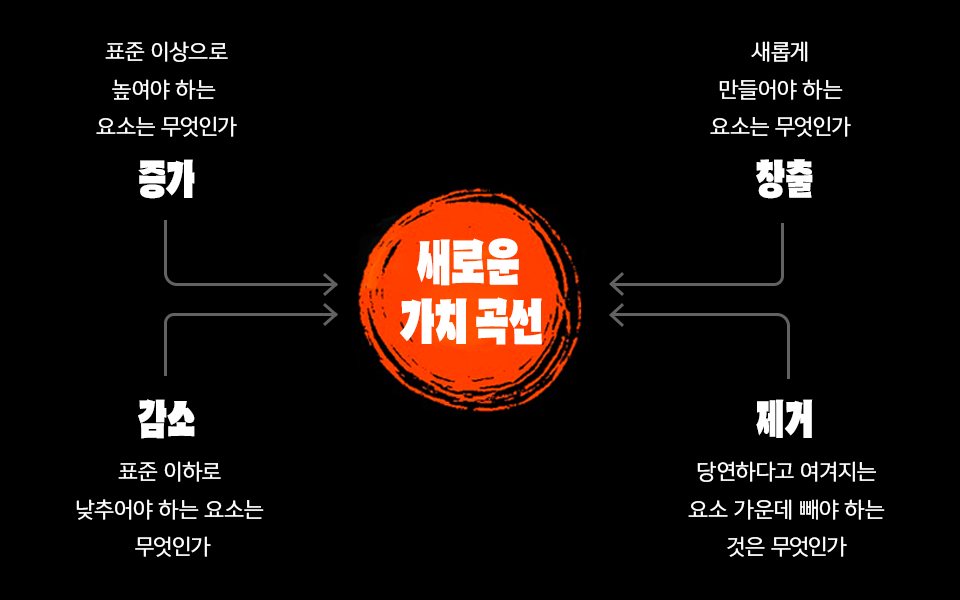 표준 이상으로
높여야 하는
요소는 무엇인가
증가
새롭게
만들어야 하는
요소는 무엇인가
창출
새로운
가치 곡선
감소
표준 이하로
낮추어야 하는 요소는
무엇인가
제거
당연하다고 여겨지는
요소 가운데 빼야 하는
것은 무엇인가